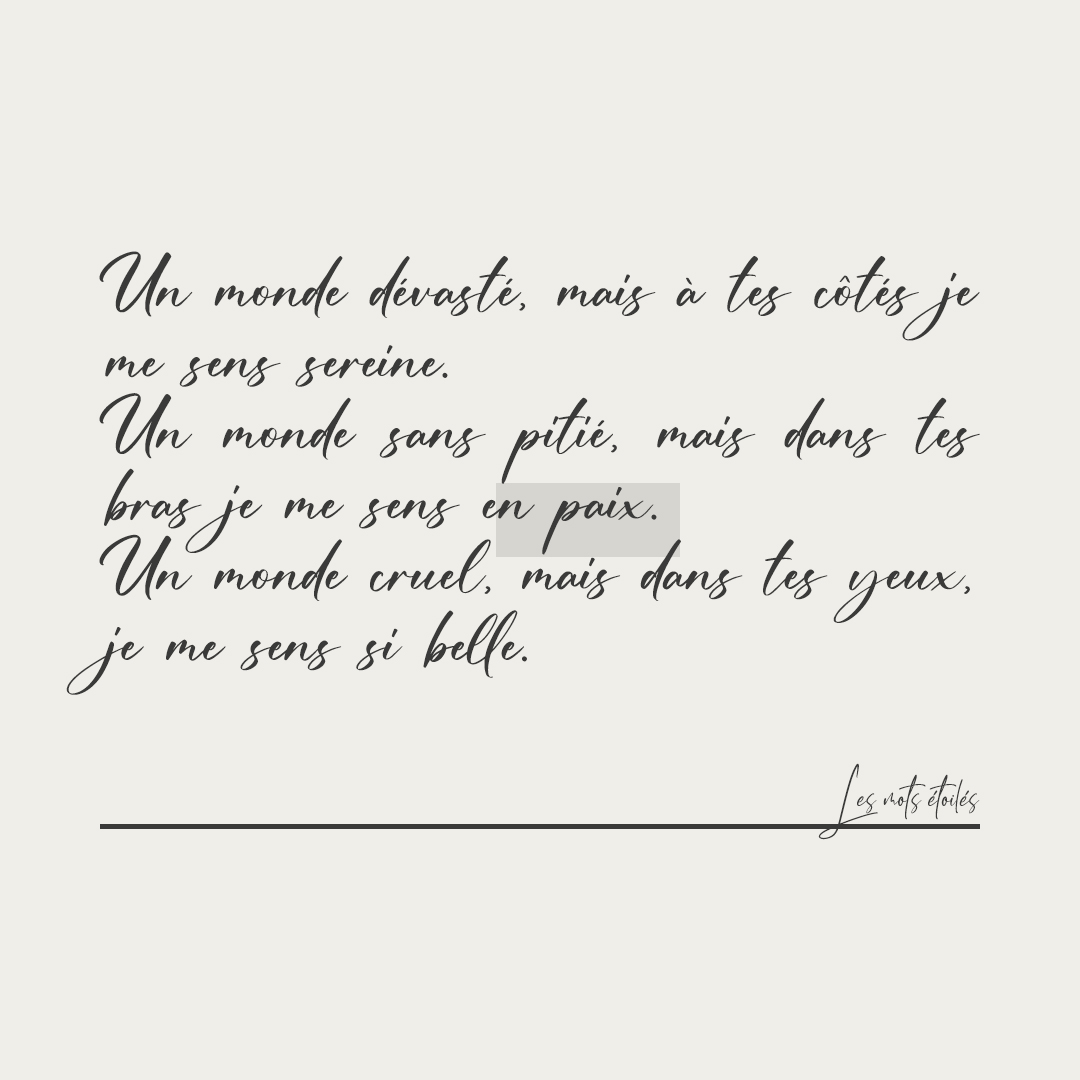 Un monde dévasté, mais à tes côtés je
me sens sereine.
Un monde sans pitié, mais dans tes
bras je me sens en paix.
Un monde cruel, mais dans tes yeux,
je me sens si belle.
Les mots étoilés